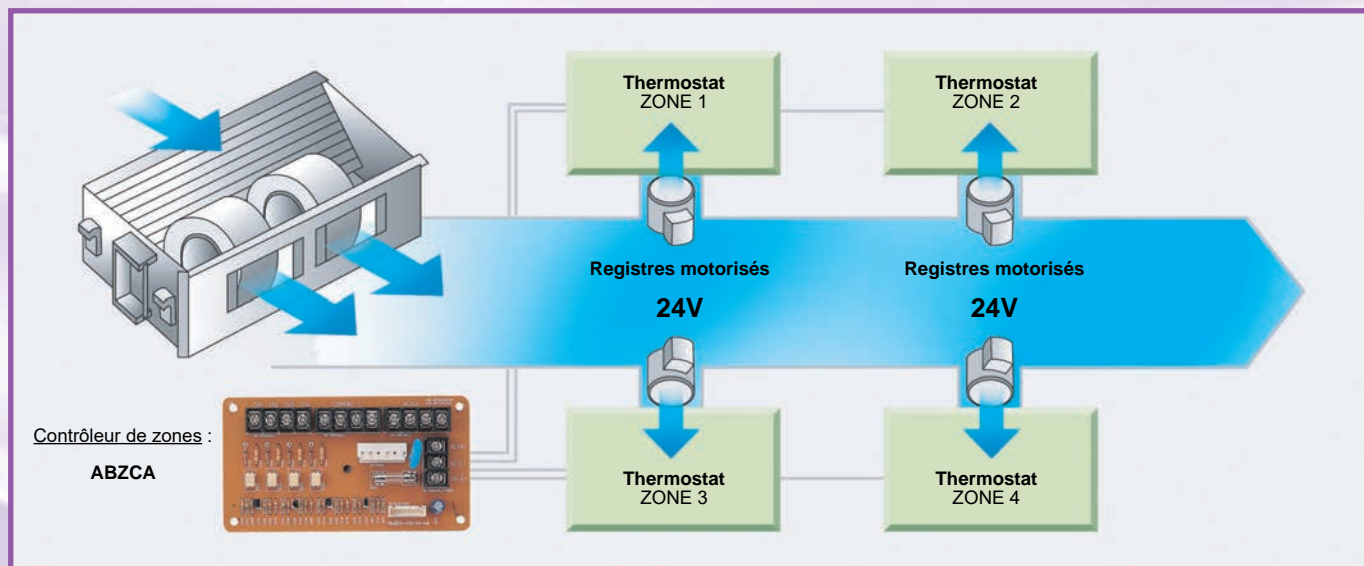 Thermostat
ZONE 1
Thermostat
ZONE 2
Registres motorisés
24V
Registres motorisés
24V
Contrôleur de zones :
ABZCA
Thermostat
ZONE 3
Thermostat
ZONE 4